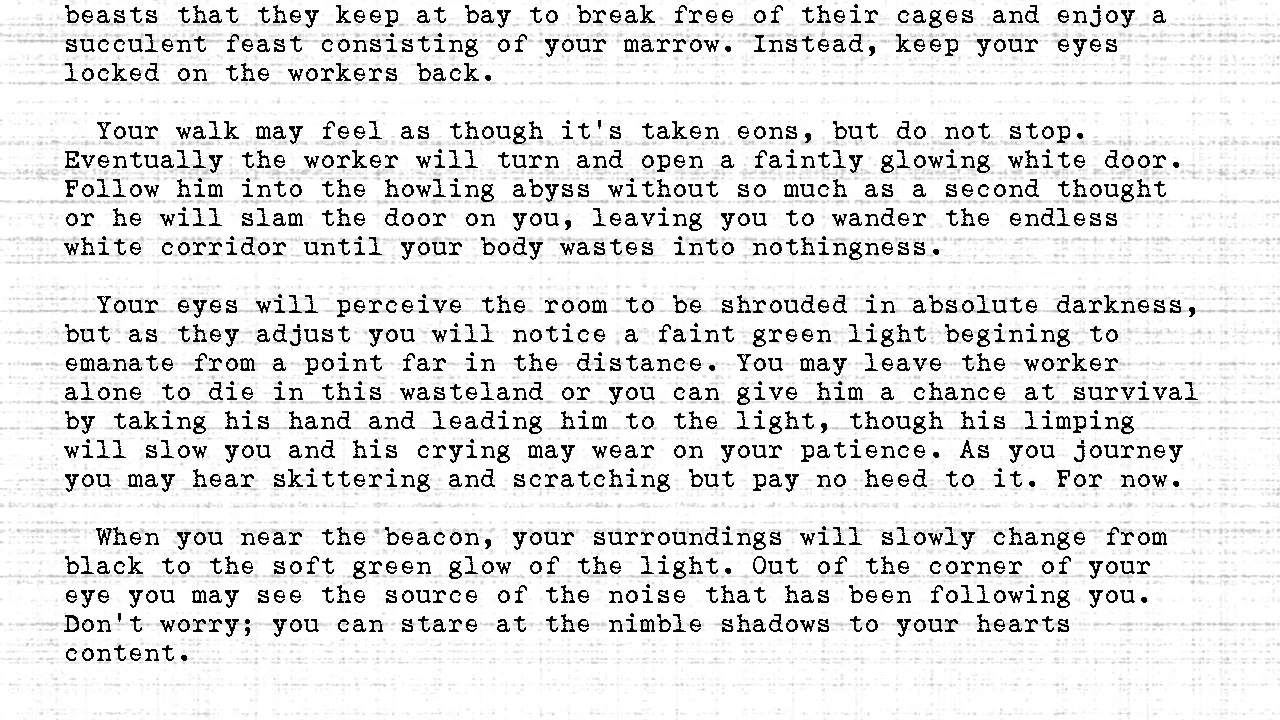 beasts that they keep at bay to break free of their cages and enjoy a
succulent feast consisting of your marrow. Instead, keep your eyes
locked on the workers back.
Your walk may feel as though it's taken eons, but do not stop.
Eventually the worker will turn and open a faintly glowing white door.
Follow him into the howling abyss without so much as a second thought
or he will slam the door on you, leaving you to wander the endless
white corridor until your body wastes into nothingness.
Your eyes will perceive the room to be shrouded in absolute darkness,
but as they adjust you will notice a faint green light begining to
emanate from a point far in the distance. You may leave the worker
alone to die in this wasteland or you can give him a chance at survival
by taking his hand and leading him to the light, though his limping
will slow you and his crying may wear on your patience. As you journey
you may hear skittering and scratching but pay no heed to it. For now.
When you near the beacon, your surroundings will slowly change from
black to the soft green glow of the light. Out of the corner of your
eye you may see the source of the noise that has been following you.
Don't worry; you can stare at the nimble shadows to your hearts
content.